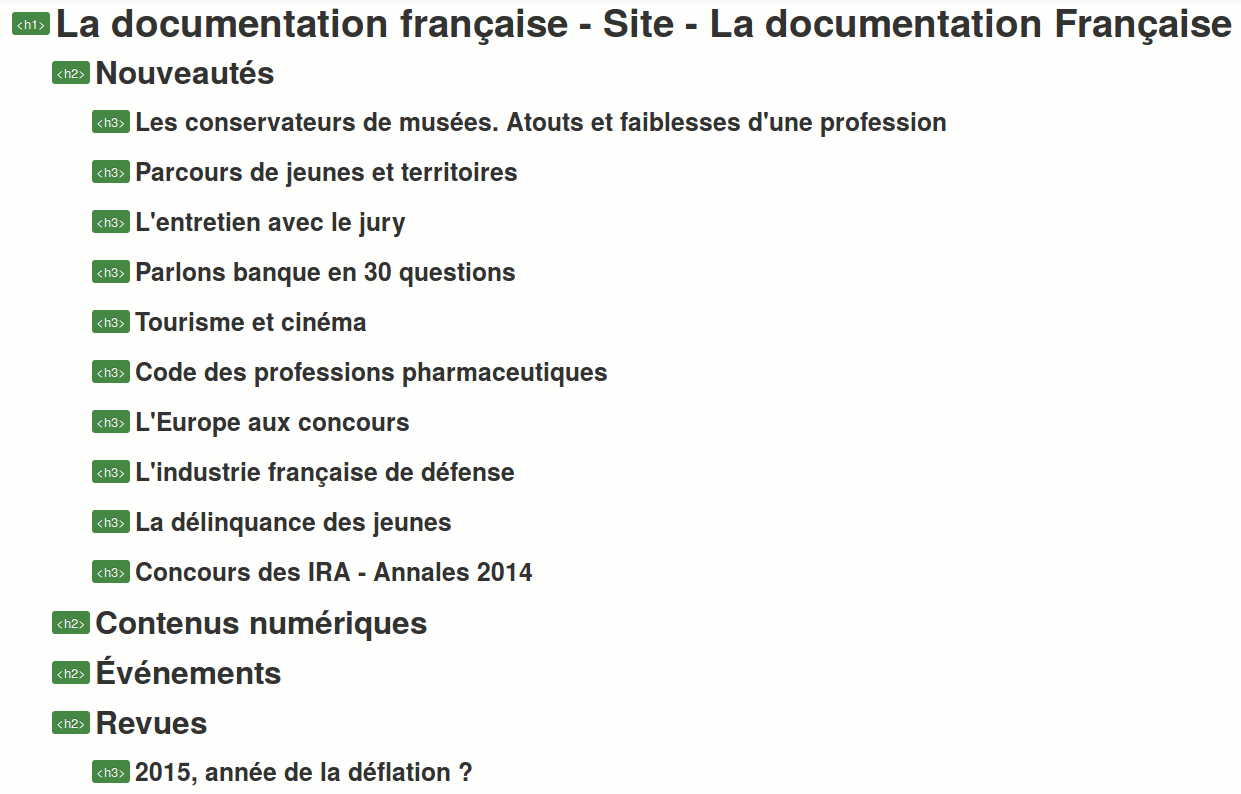 <h1> La documentation française - Site - La documentation Française
<h2> Nouveautés
<h3> Les conservateurs de musées. Atouts et faiblesses d'une profession
<h3> Parcours de jeunes et territoires
<h3> L'entretien avec le jury
<h3> Parlons banque en 30 questions
<h3> Tourisme et cinéma
<h3> Code des professions pharmaceutiques
<h3> L'Europe aux concours
<h3> L'industrie française de défense
<h3> La délinquance des jeunes
<h3> Concours des IRA - Annales 2014
<h2> Contenus numériques
<h2> Événements
<h2> Revues
<h3> 2015, année de la déflation ?